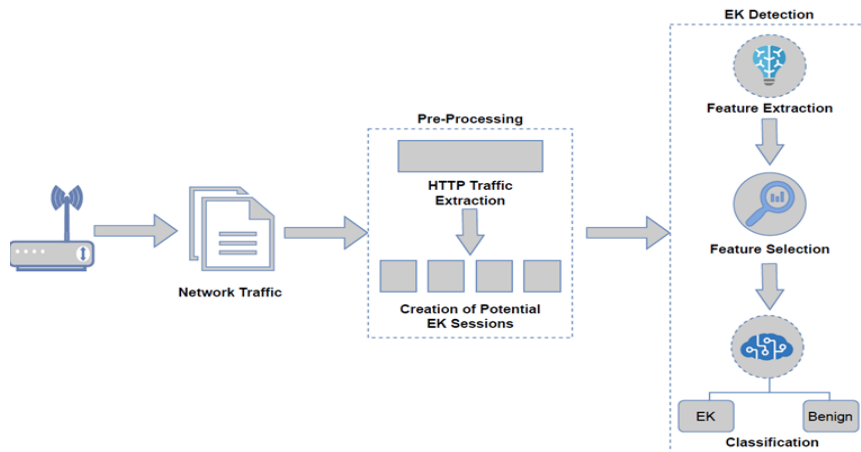 Network Traffic
Pre-Processing
HTTP Traffic
Extraction
Creation of Potential
EK Sessions
EK Detection
Feature Extraction
Feature Selection
EK
Benign
Classification